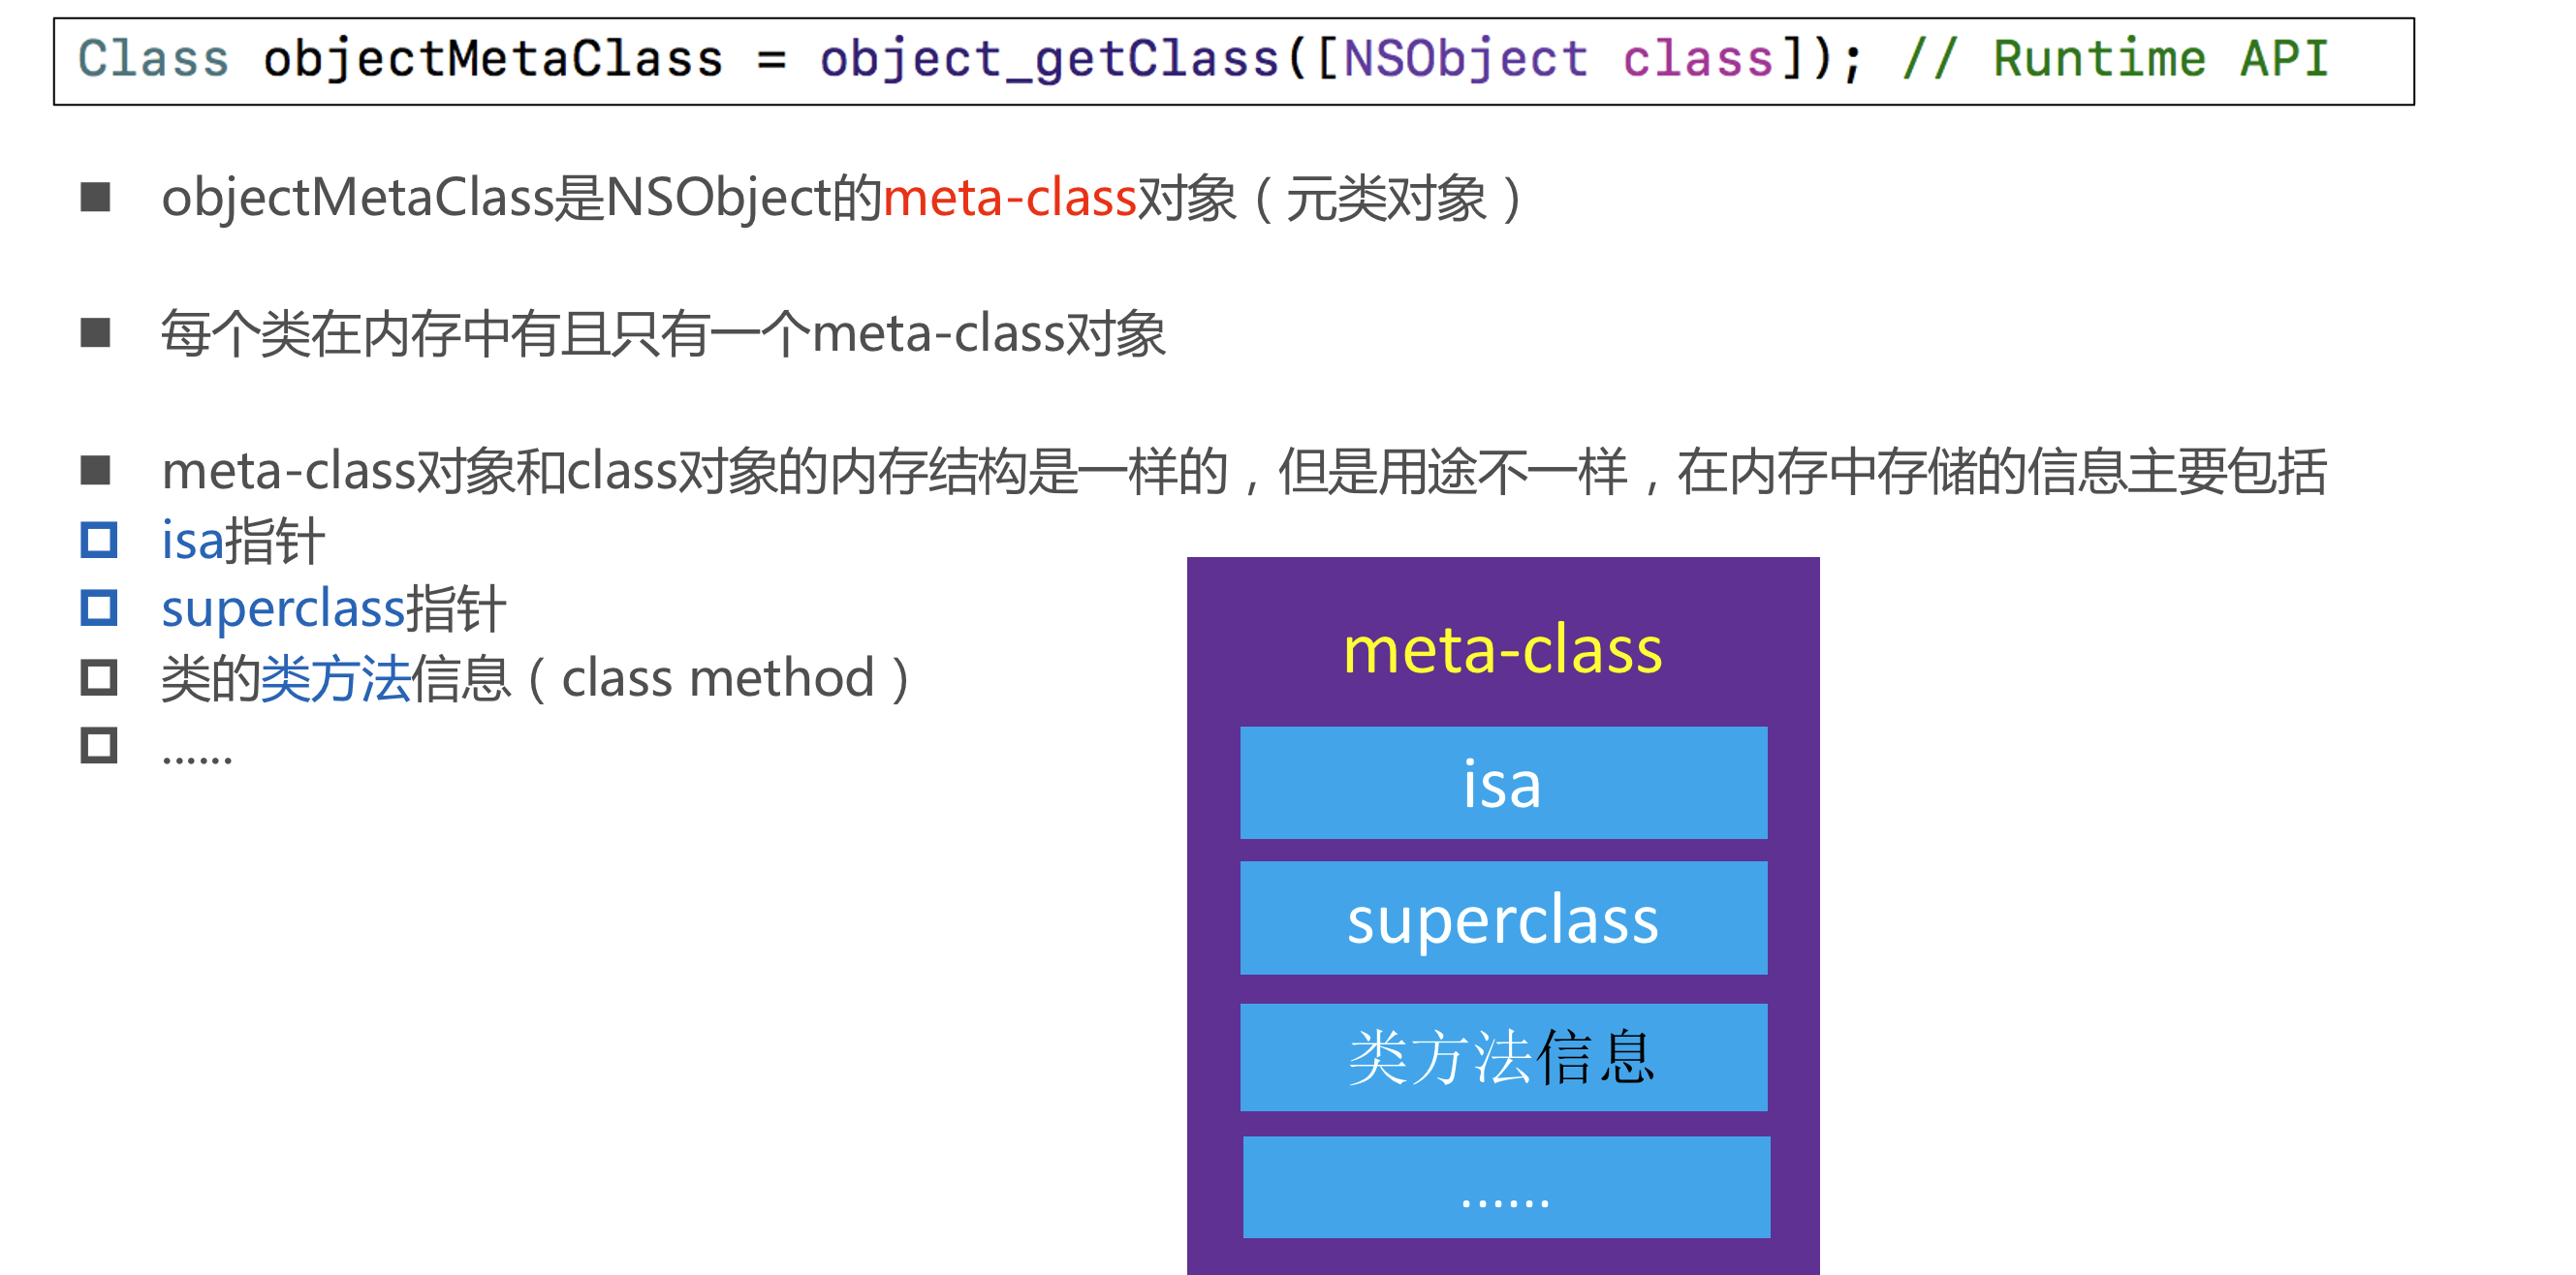 Class objectMetaClass = object_getClass([NSObject class]); // Runtime API
objectMetaClass是NSObject的meta-class对象（元类对象）
每个类在内存中有且只有一个meta-class对象
meta-class对象和class对象的内存结构是一样的，但是用途不一样，在内存中存储的信息主要包括
isa指针
superclass指针
类的类方法信息（class method）
......
meta-class
isa
superclass
类方法信息
......